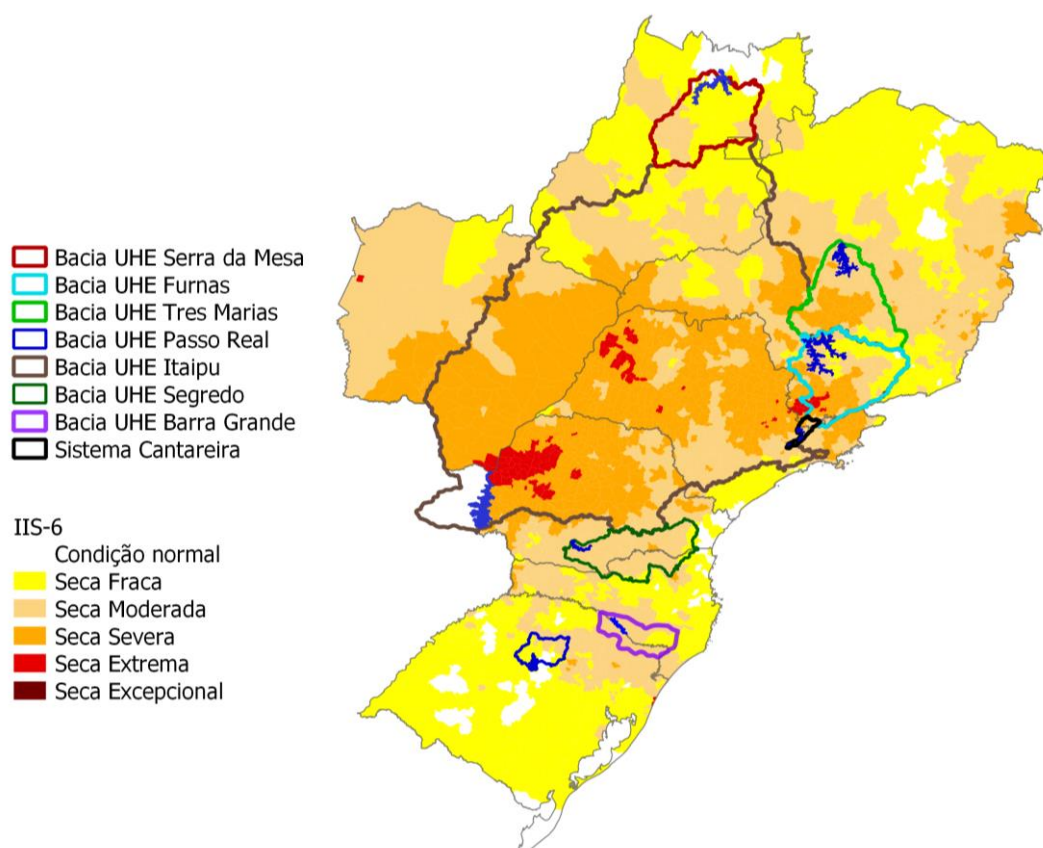 Bacia UHE Serra da Mesa
Bacia UHE Furnas
Bacia UHE Tres Marias
Bacia UHE Passo Real
Bacia UHE Itaipu
Bacia UHE Segredo
Bacia UHE Barra Grande
Sistema Cantareira
IIS-6
Condição normal
Seca Fraca
Seca Moderada
Seca Severa
Seca Extrema
Seca Excepcional